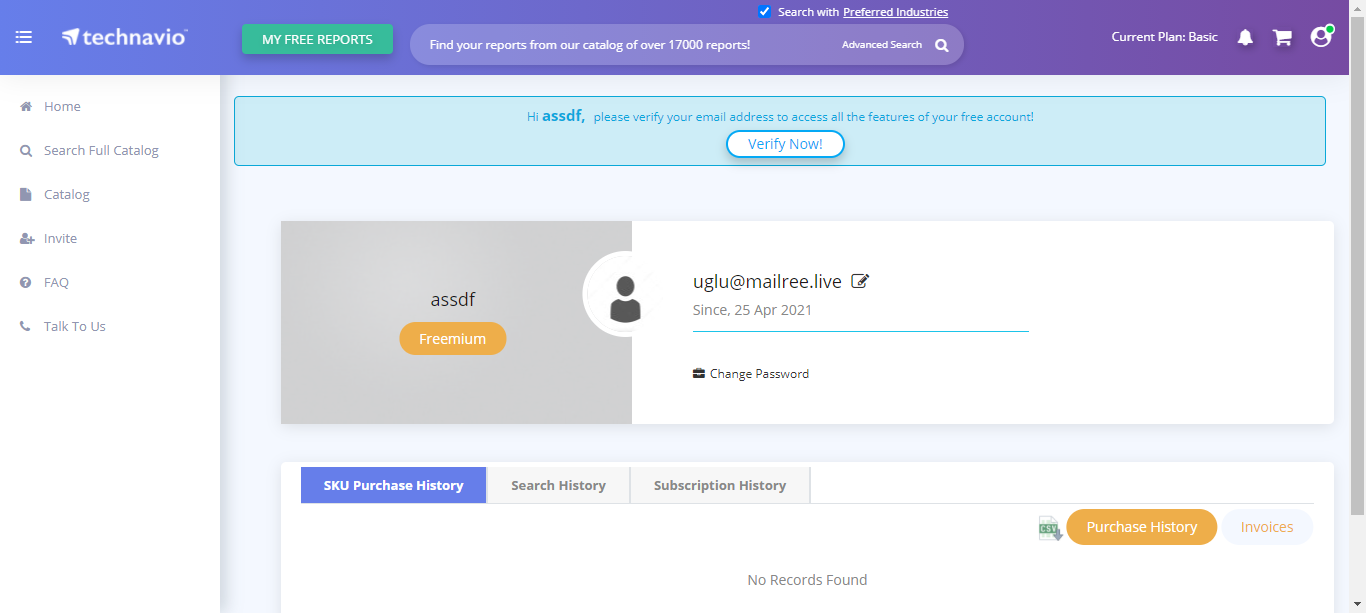 Search with Preferred Industries
technavio
MY FREE REPORTS
Find your reports from our catalog of over 17000 reports!
Advanced Search
Current Plan: Basic
Home
Search Full Catalog
Catalog
Invite
FAQ
Talk To Us
Hi assdf, please verify your email address to access all the features of your free account!
Verify Now!
assdf
Freemium
uglu@mailree.live
Since, 25 Apr 2021
Change Password
SKU Purchase History
Search History
Subscription History
CSV
Purchase History
Invoices
No Records Found